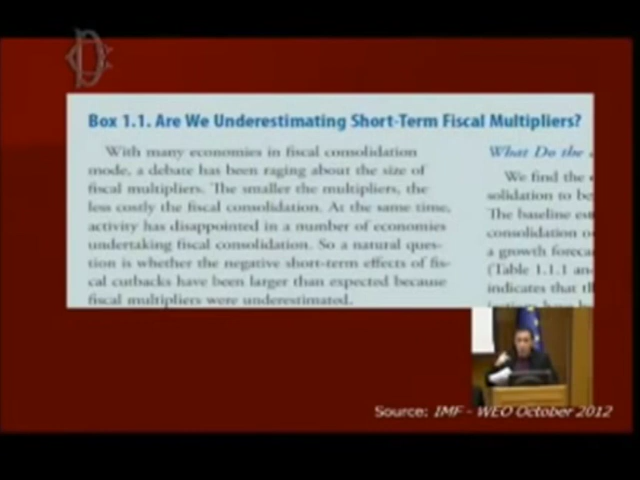 Box 1.1. Are We Underestimating Short-Term Fiscal Multipliers?
With many economies in fiscal consolidation
mode, a debate has been raging about the size of
fiscal multipliers. The smaller the multipliers, the
less costly the fiscal consolidation. At the same time,
activity has disappointed in a number of economies
undertaking fiscal consolidation. So a natural ques-
tion is whether the negative short-term effects of fis-
cal cutbacks have been larger than expected because
fiscal multipliers were underestimated.
What Do the
We find the
solidation to be
The baseline
consolidation
a growth
(Table 1.1.1
indicates that
Source: IMF - WEO October 2012